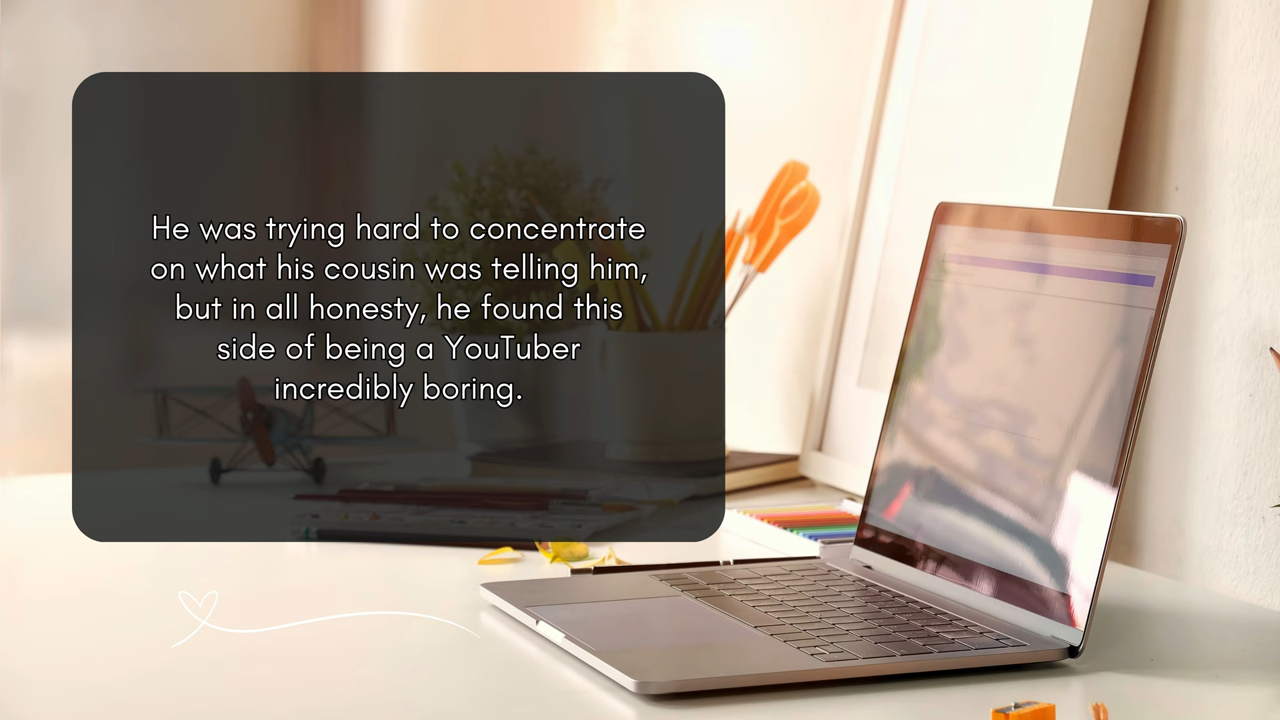 He was trying hard to concentrate
on what his cousin was telling him,
but in all honesty, he found this
side of being a YouTuber
incredibly boring.